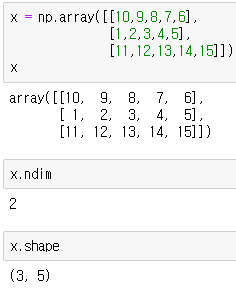 x = np.array([[10,9,8,7,6],
[1,2,3,4,5],
[11,12,13,14,15]])
x
array([[10,  9,  8,  7,  6],
[ 1,  2,  3,  4,  5],
[11, 12, 13, 14, 15]])
x.ndim
2
x.shape
(3, 5)